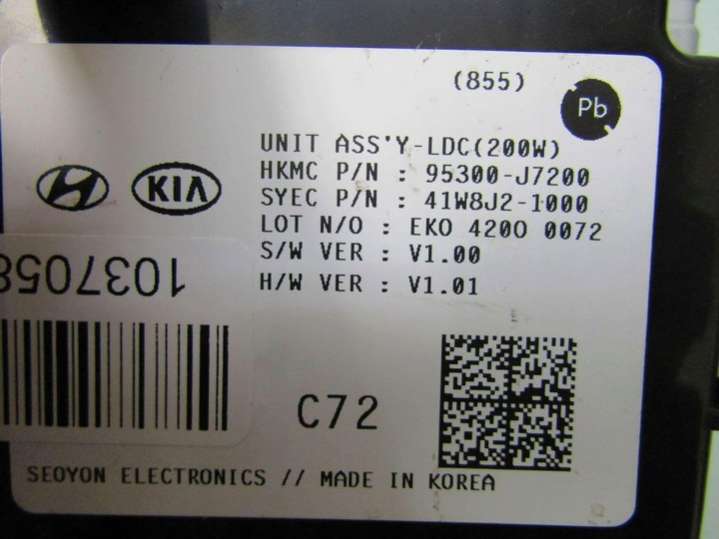 (855)
Pb
UNIT ASS'Y-LDC(200W)
HKMC P/N : 95300-J7200
KIA
SYEC P/N : 41W8J2-1000
LOT N/O : EKO 4200 0072
S/W VER : V1.00
H/W VER : V1.01
1037058
C72
SEOYON ELECTRONICS // MADE IN KOREA